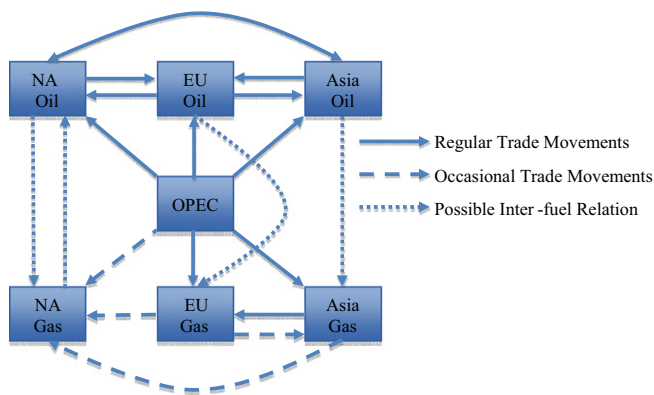 NA
Oil
EU
Oil
Asia
Oil
Regular Trade Movements
Occasional Trade Movements
Possible Inter -fuel Relation
OPEC
NA
Gas
EU
Gas
Asia
Gas